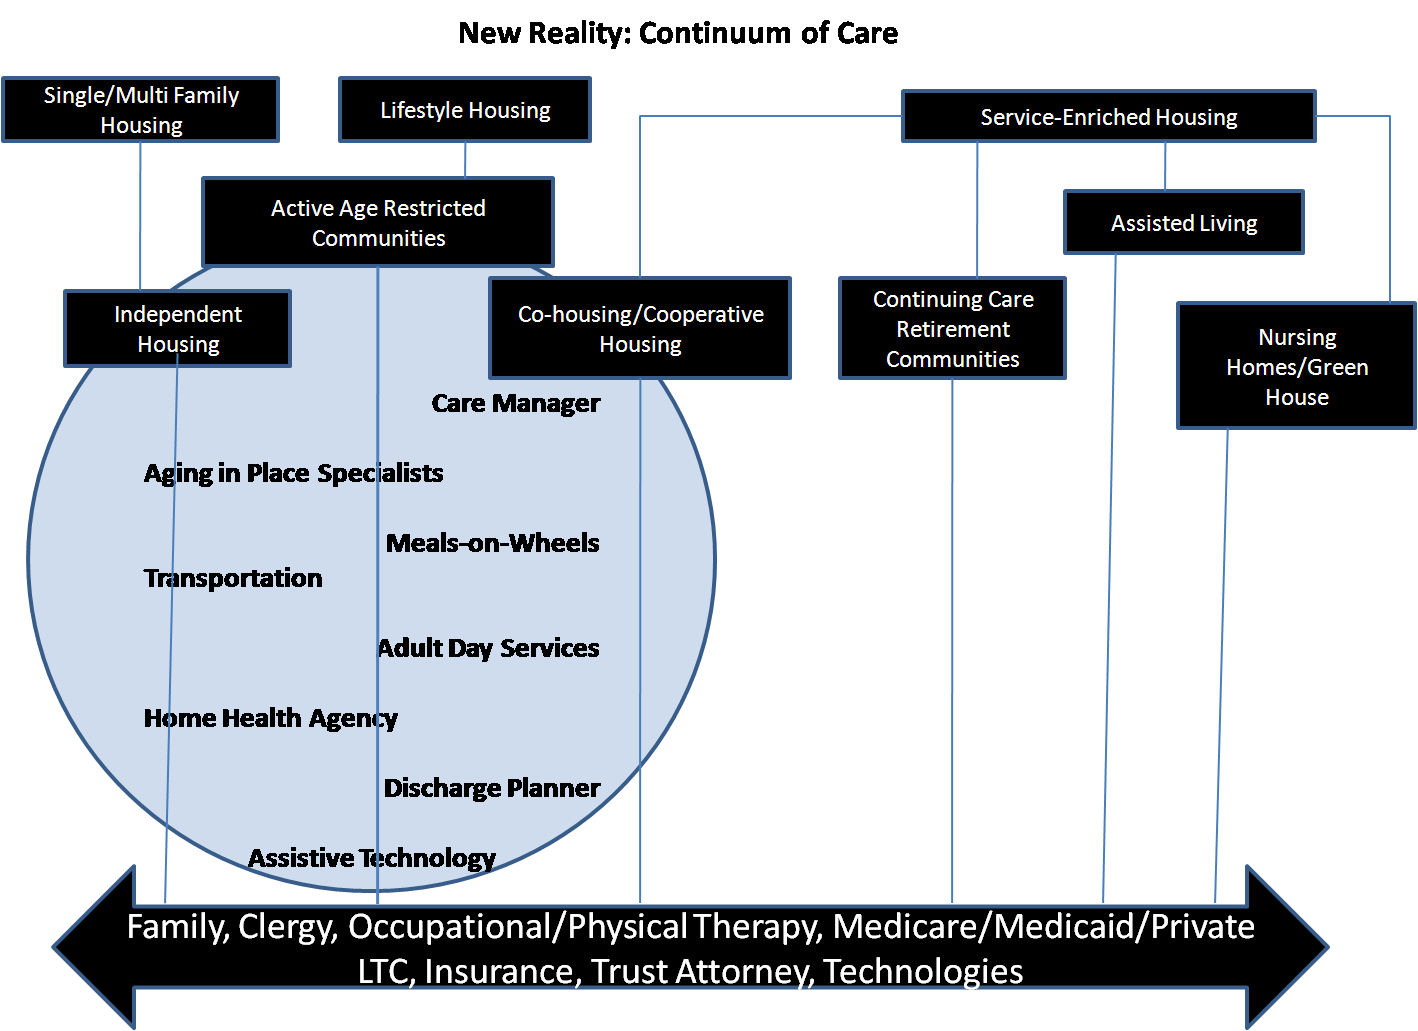 New Reality: Continuum of Care
Single/Multi Family
Housing
Lifestyle Housing
Service-Enriched Housing
Active Age Restricted
Communities
Assisted Living
Independent
Housing
Co-housing/Cooperative
Housing
Continuing Care
Retirement
Communities
Nursing
Homes/Green
House
Care Manager
Aging in Place Specialists
Meals-on-Wheels
Transportation
Adult Day Services
Home Health Agency
Discharge Planner
Assistive Technology
Family, Clergy, Occupational/Physical Therapy, Medicare/Medicaid/Private
LTC, Insurance, Trust Attorney, Technologies